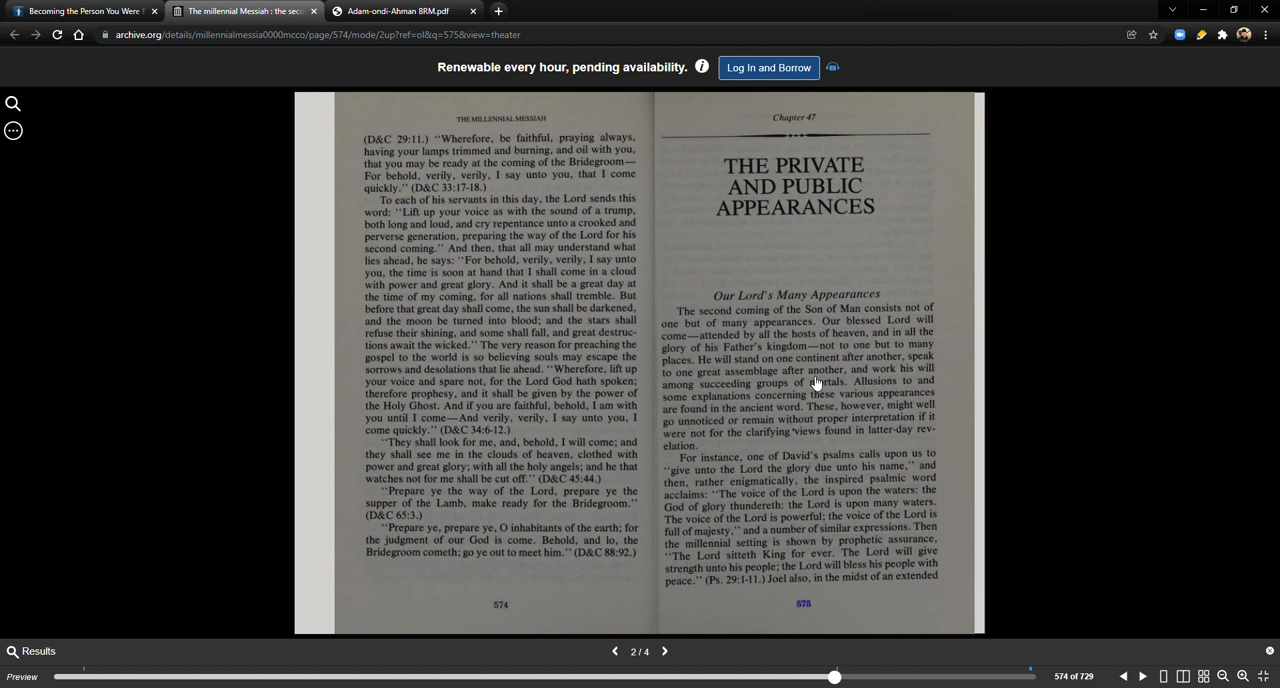 Becoming the Person You Were
The millennial Messiah : the seco
Adam-ondi-Ahman BRM.pdf
archive.org/details/millennialmessia0000mcco/page/574/mode/2up?ref=ol&q=575&view=theater
Renewable every hour, pending availability.
Log In and Borrow
THE MILLENNIAL MESSIAH
(D&C 29:11.) "Wherefore, be faithful, praying always,
having your lamps trimmed and burning, and oil with you,
that you may be ready at the coming of the Bridegroom—
For behold, verily, verily, I say unto you, that I come
quickly." (D&C 33:17-18.)
To each of his servants in this day, the Lord sends this
word: "Lift up your voice as with the sound of a trump,
both long and loud, and cry repentance unto a crooked and
perverse generation, preparing the way of the Lord for his
second coming." And then, that all may understand what
lies ahead, he says: "For behold, verily, verily, I say unto
you, the time is soon at hand that I shall come in a cloud
with power and great glory. And it shall be a great day at
the time of my coming, for all nations shall tremble. But
before that great day shall come, the sun shall be darkened,
and the moon be turned into blood; and the stars shall
refuse their shining, and some shall fall, and great destruc-
tions await the wicked." The very reason for preaching the
gospel to the world is so believing souls may escape the
sorrows and desolations that lie ahead. "Wherefore, lift up
your voice and spare not, for the Lord God hath spoken;
therefore prophesy, and it shall be given by the power of
the Holy Ghost. And if you are faithful, behold, I am with
you until I come—And verily, verily, I say unto you, I
come quickly." (D&C 34:6-12.)
"They shall look for me, and, behold, I will come; and
they shall see me in the clouds of heaven, clothed with
power and great glory; with all the holy angels; and he that
watches not for me shall be cut off." (D&C 45:44.)
"Prepare ye the way of the Lord, prepare ye the
supper of the Lamb, make ready for the Bridegroom."
(D&C 65:3.)
"Prepare ye, prepare ye, O inhabitants of the earth; for
the judgment of our God is come. Behold, and lo, the
Bridegroom cometh; go ye out to meet him." (D&C 88:92.)
574
Chapter 47
THE PRIVATE
AND PUBLIC
APPEARANCES
Our Lord's Many Appearances
The second coming of the Son of Man consists not of
one but of many appearances. Our blessed Lord will
come—attended by all the hosts of heaven, and in all the
glory of his Father's kingdom—not to one but to many
places. He will stand on one continent after another, speak
to one great assemblage after another, and work his will
among succeeding groups of mortals. Allusions to and
some explanations concerning these various appearances
are found in the ancient word. These, however, might well
go unnoticed or remain without proper interpretation if it
were not for the clarifying views found in latter-day rev-
elation.
For instance, one of David's psalms calls upon us to
"give unto the Lord the glory due unto his name," and
then, rather enigmatically, the inspired psalmic word
acclaims: "The voice of the Lord is upon the waters: the
God of glory thundereth: the Lord is upon many waters.
The voice of the Lord is powerful; the voice of the Lord is
full of majesty," and a number of similar expressions. Then
the millennial setting is shown by prophetic assurance,
"The Lord sitteth King for ever. The Lord will give
strength unto his people; the Lord will bless his people with
peace." (Ps. 29:1-11.) Joel also, in the midst of an extended
575
Results
2 / 4
Preview
574 of 729